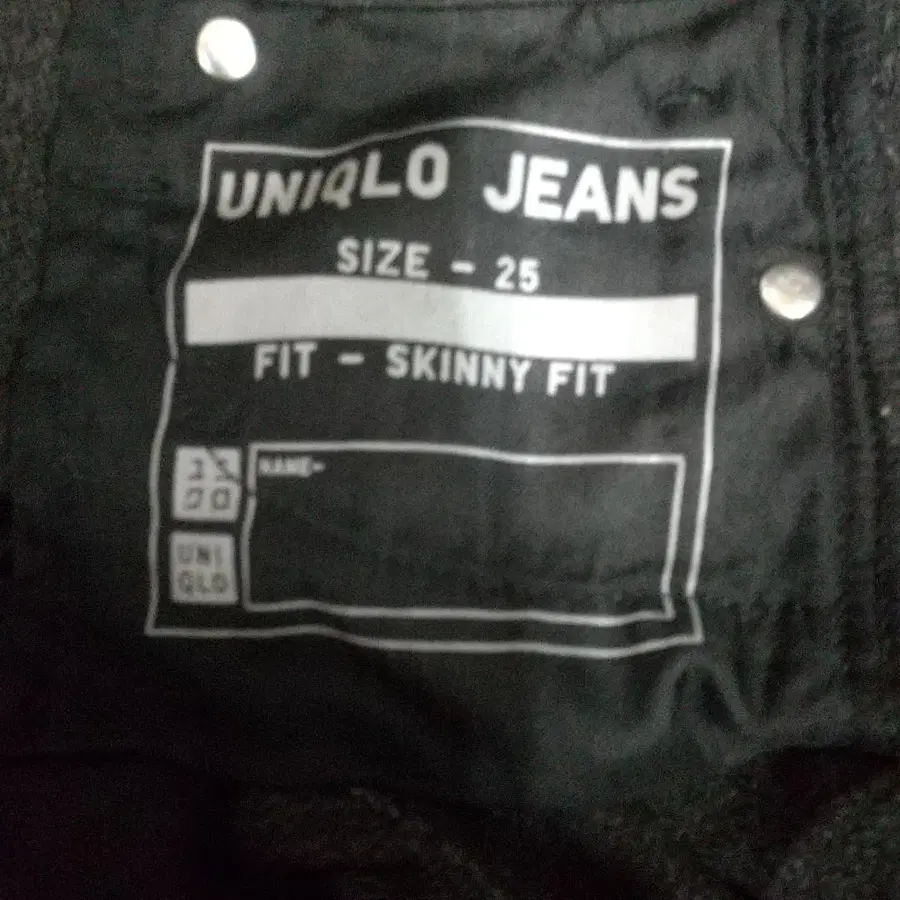 UNIQLO JEANS
SIZE - 25
FIT - SKINNY FIT
NAME-
UNI
QLO